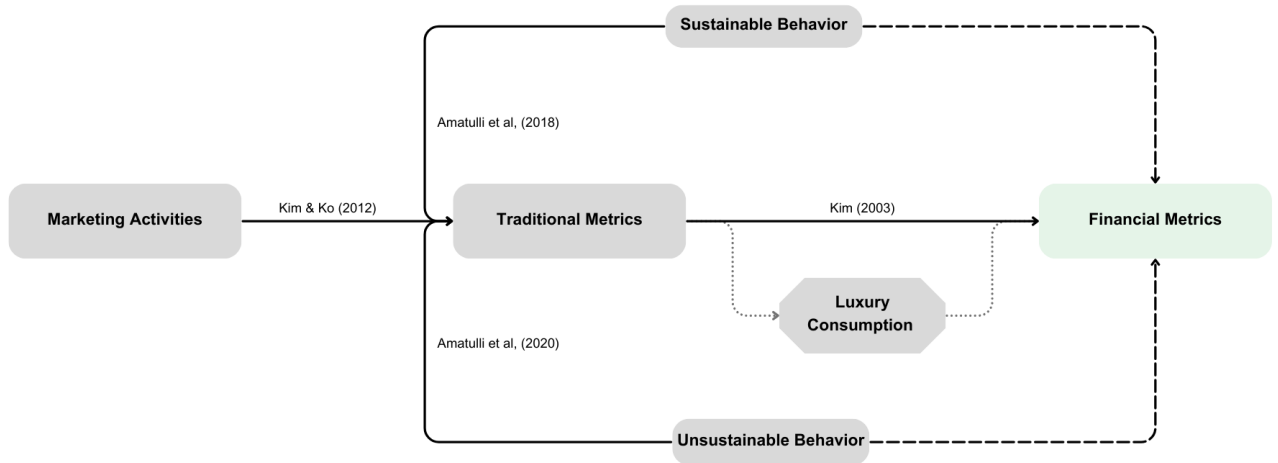 Sustainable Behavior
Amatulli et al, (2018)
Marketing Activities
Kim & Ko (2012)
Traditional Metrics
Kim (2003)
Financial Metrics
Luxury
Consumption
Amatulli et al, (2020)
Unsustainable Behavior